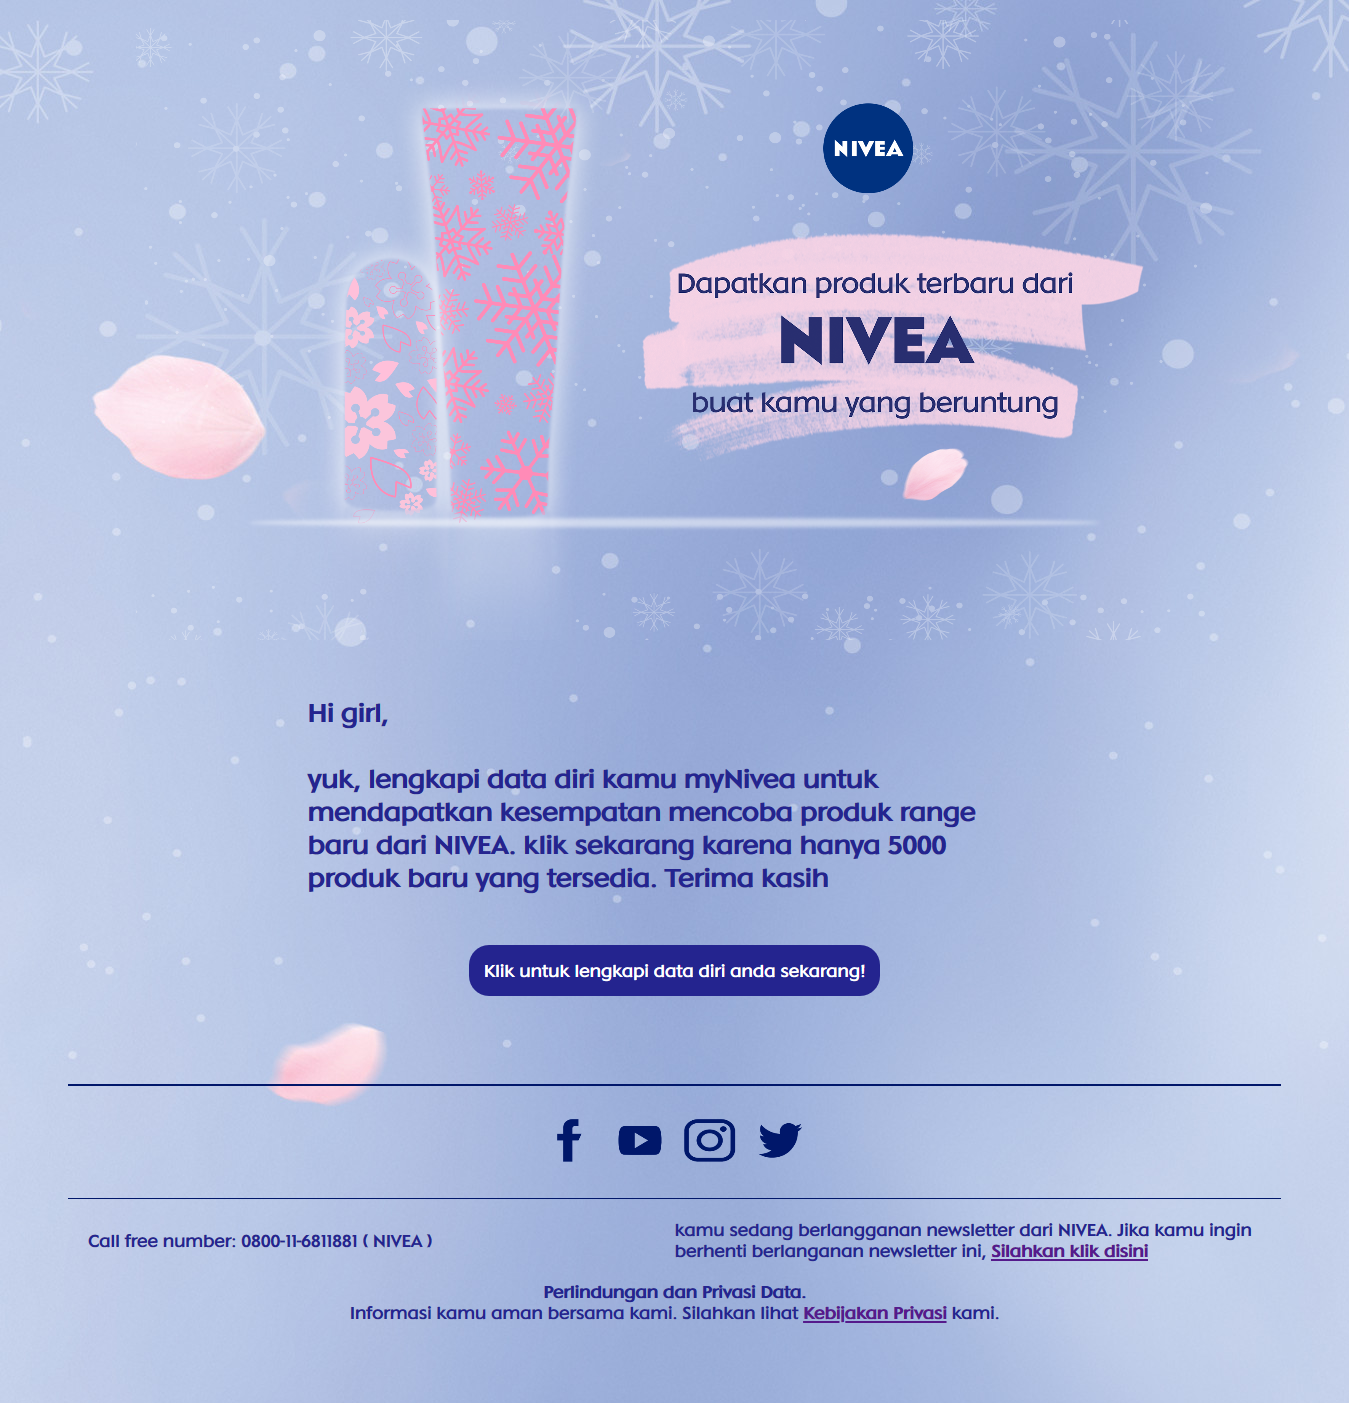 NIVEA
Dapatkan produk terbaru dari
NIVEA
buat kamu yang beruntung
Hi girl,
yuk, lengkapi data diri kamu myNivea untuk
mendapatkan kesempatan mencoba produk range
baru dari NIVEA. klik sekarang karena hanya 5000
produk baru yang tersedia. Terima kasih
Klik untuk lengkapi data diri anda sekarang!
Call free number: 0800-11-6811881 ( NIVEA )
kamu sedang berlangganan newsletter dari NIVEA. Jika kamu ingin
berhenti berlanganan newsletter ini, Silahkan klik disini
Perlindungan dan Privasi Data.
Informasi kamu aman bersama kami. Silahkan lihat Kebijakan Privasi kami.